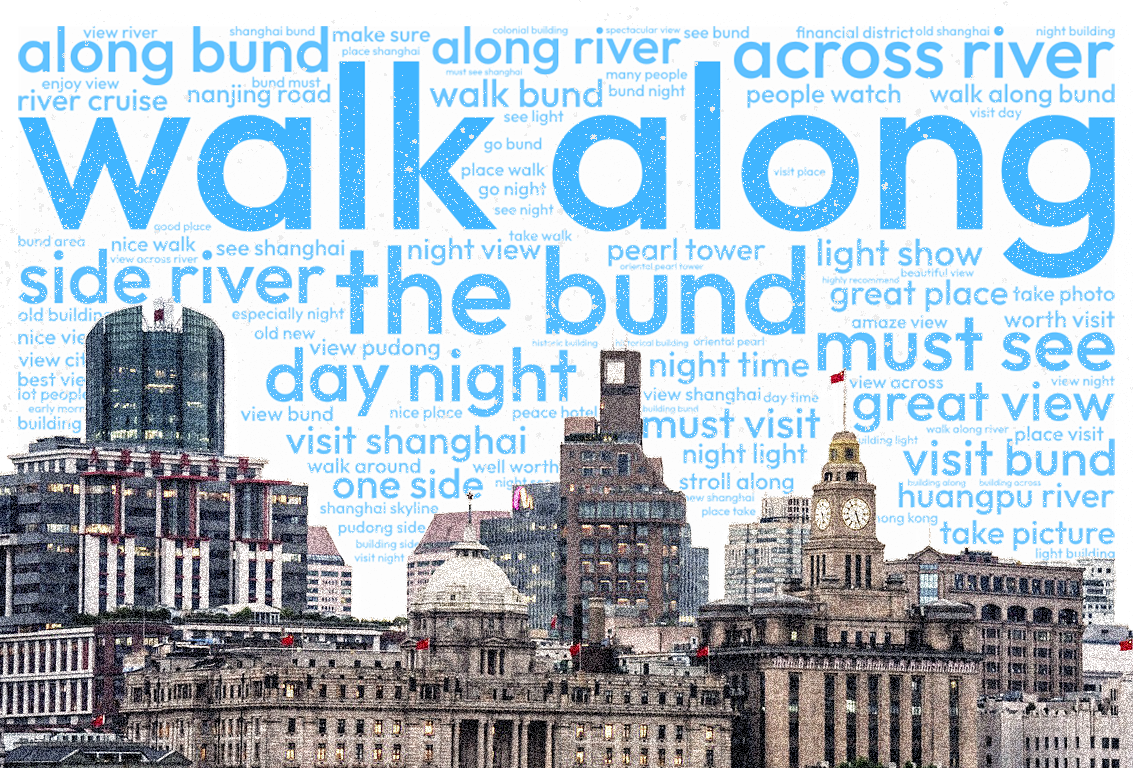 view river
shanghai bund
make sure
colonial building
spectacular view
see bund
financial district
old shanghai
night building
along bund
place shanghai
along river
across river
enjoy view
bund must
must see shanghai
many people
river cruise
nanjing road
walk bund
bund night
people watch
walk along bund
see light
visit day
walk along
go bund
place walk
go night
visit place
see night
good place
take walk
bund area
nice walk
see shanghai
night view
pearl tower
light show
view across river
oriental pearl tower
beautiful view
side river
the bund
highly recommend
great place
take photo
old building
especially night
amaze view
worth visit
old new
nice vie
view pudong
historic building
historical building
oriental pearl
must see
view cit
day night
night time
best vie
view across
view night
lot people
view shanghai
day time
great view
early morn
view bund
nice place
peace hotel
building bund
building
must visit
walk along river
place visit
visit shanghai
uilding light
night light
visit bund
walk around
well worth
one side
night see
stroll along
building along
building across
new shanghai
huangpu river
shanghai skyline
place take
hong kong
pudong side
take picture
building side
visit night
light building